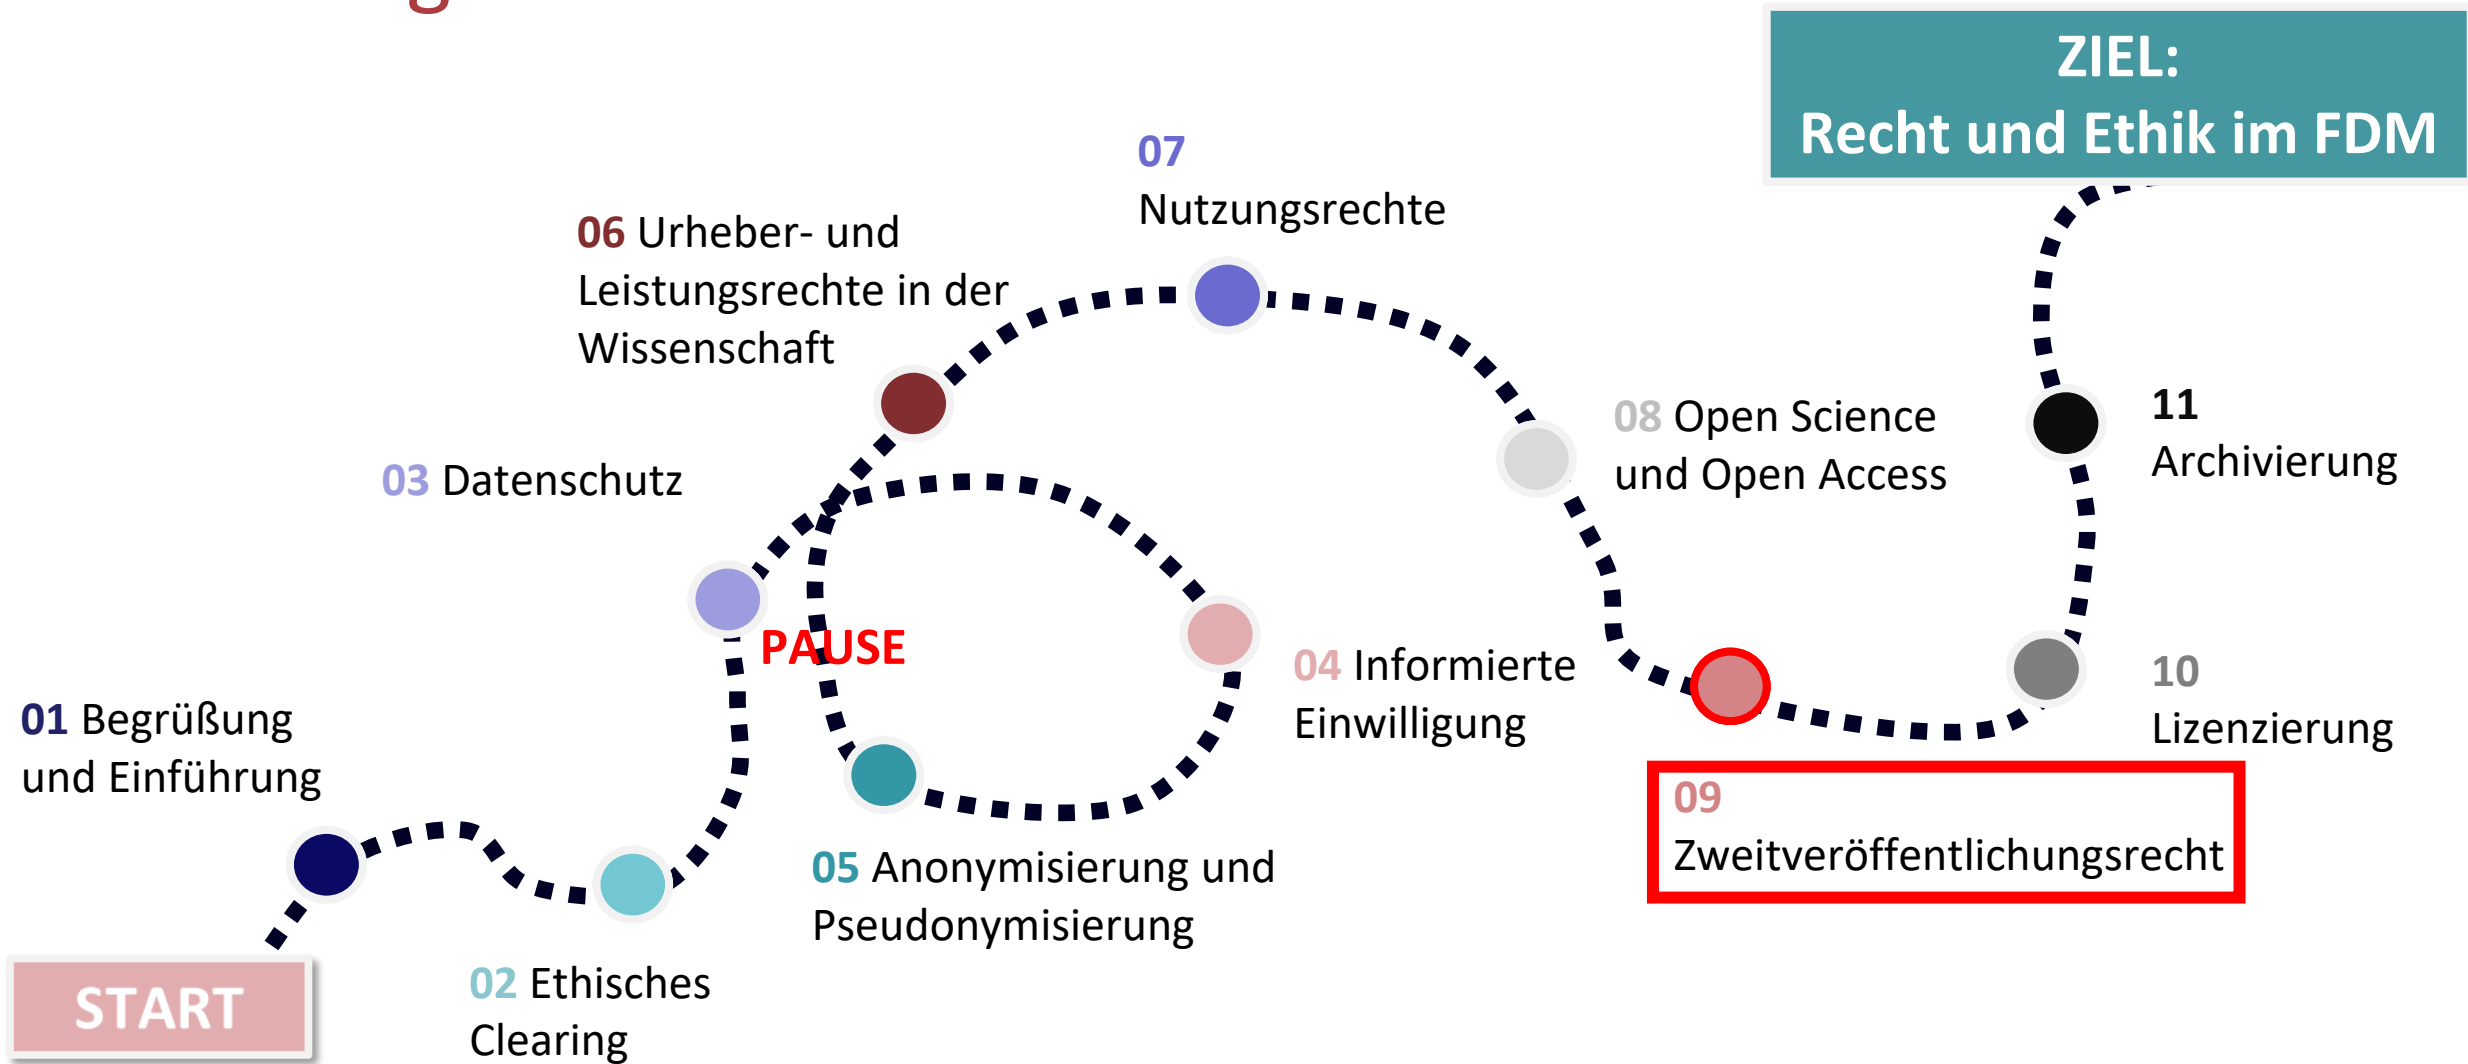 ZIEL:
Recht und Ethik im FDM
07
Nutzungsrechte
06 Urheber- und
Leistungsrechte in der
Wissenschaft
08 Open Science
und Open Access
11
Archivierung
03 Datenschutz
PAUSE
04 Informierte
Einwilligung
10
Lizenzierung
01 Begrüßung
und Einführung
09
Zweitveröffentlichungsrecht
05 Anonymisierung und
Pseudonymisierung
02 Ethisches
Clearing
START